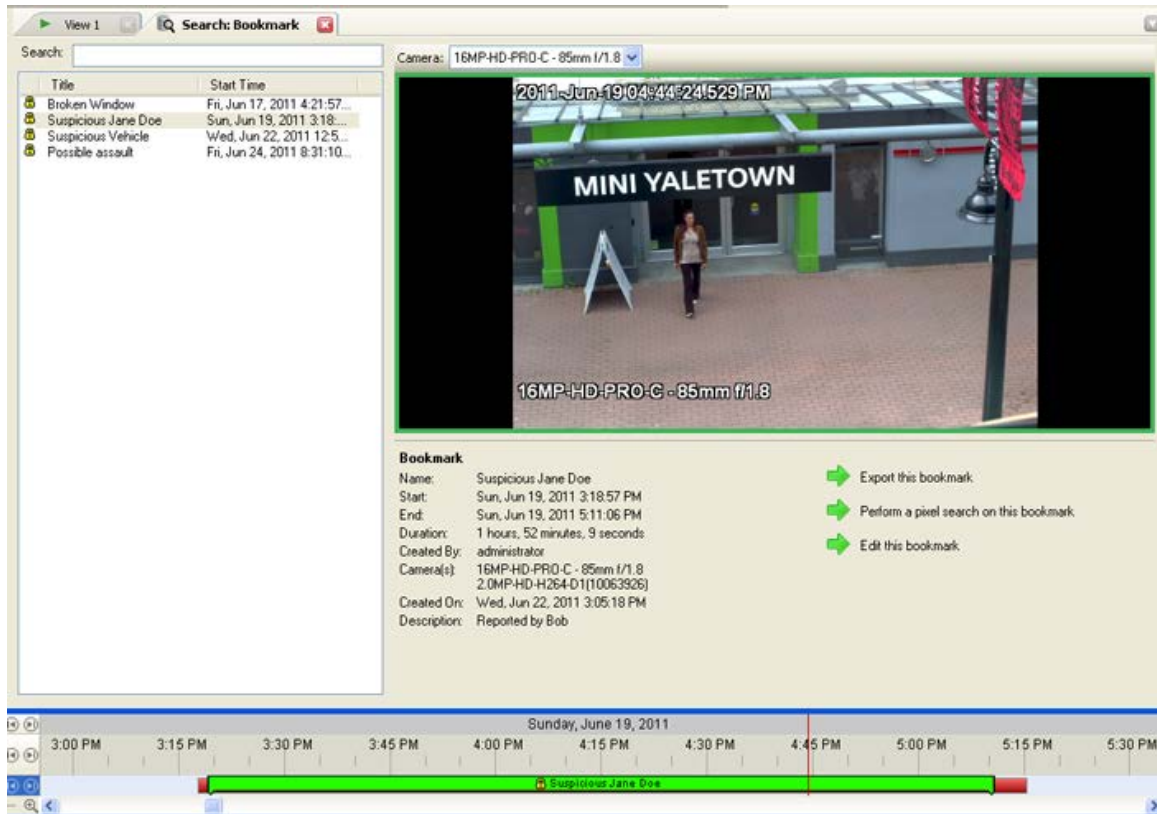 View 1
Search: Bookmark
Search:
Camera: 16MP-HD-PRO-C - 85mm f/1.8
Title Start Time
Broken Window Fri, Jun 17, 2011 4:21:57...
Suspicious Jane Doe Sun, Jun 19, 2011 3:18:...
Suspicious Vehicle Wed, Jun 22, 2011 12:5...
Possible assault Fri, Jun 24, 2011 8:31:10...
2011-Jun-19 04:44:24.529 PM
MINI YALETOWN
16MP-HD-PRO-C - 85mm f/1.8
Bookmark
Name: Suspicious Jane Doe
Start: Sun, Jun 19, 2011 3:18:57 PM
End: Sun, Jun 19, 2011 5:11:06 PM
Duration: 1 hours, 52 minutes, 9 seconds
Created By: administrator
Camera(s): 16MP-HD-PRO-C - 85mm f/1.8
2.0MP-HD-H264-D1(10063926)
Created On: Wed, Jun 22, 2011 3:05:18 PM
Description: Reported by Bob
Export this bookmark
Perform a pixel search on this bookmark
Edit this bookmark
Sunday, June 19, 2011
3:00 PM 3:15 PM 3:30 PM 3:45 PM 4:00 PM 4:15 PM 4:30 PM 4:45 PM 5:00 PM 5:15 PM 5:30 PM
Suspicious Jane Doe